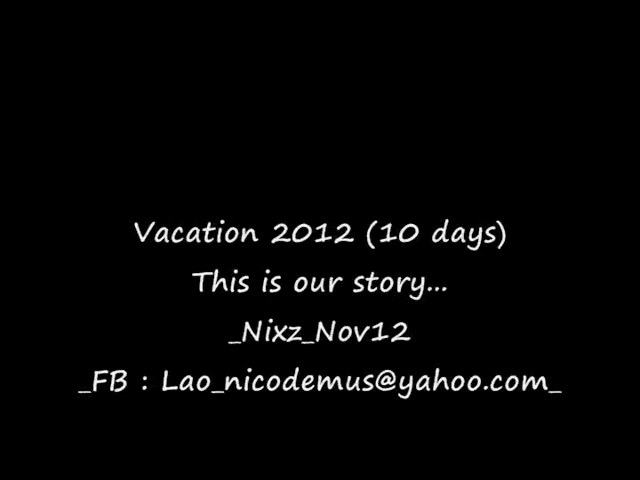 Vacation 2012 (10 days)
This is our story...
_Nixz_Nov12
_FB : Lao_nicodemus@yahoo.com_